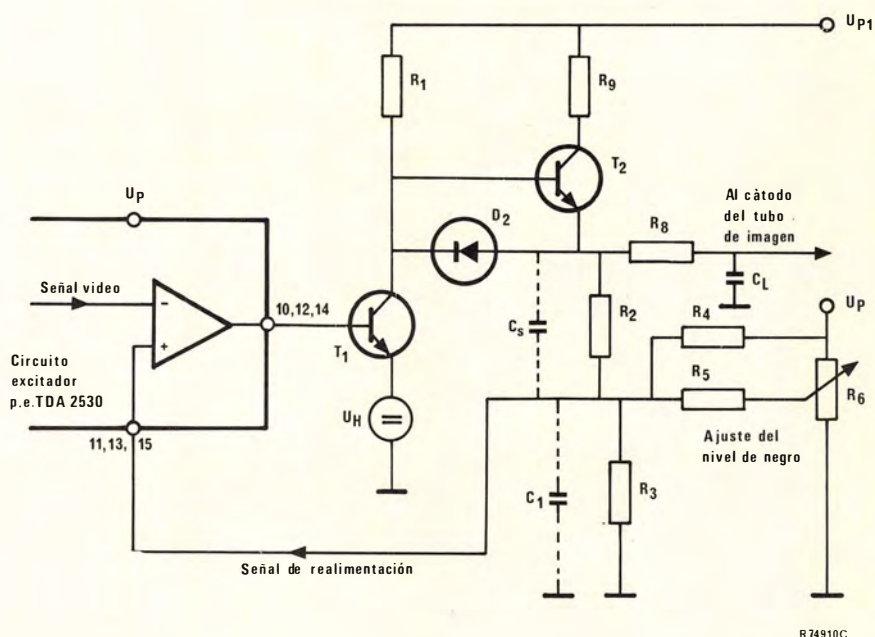 UP1
R1
R9
T2
UP
D2
Al càtodo
del tubo
de imagen
R8
Señal video
10,12,14
CL
UP
R4
R2
Cs
T1
Circuito
excitador
p.e.TDA 2530
R5
R6
UH
11,13, 15
Ajuste del
nivel de negro
C1
R3
Señal de realimentación
R74910C
-
+
=